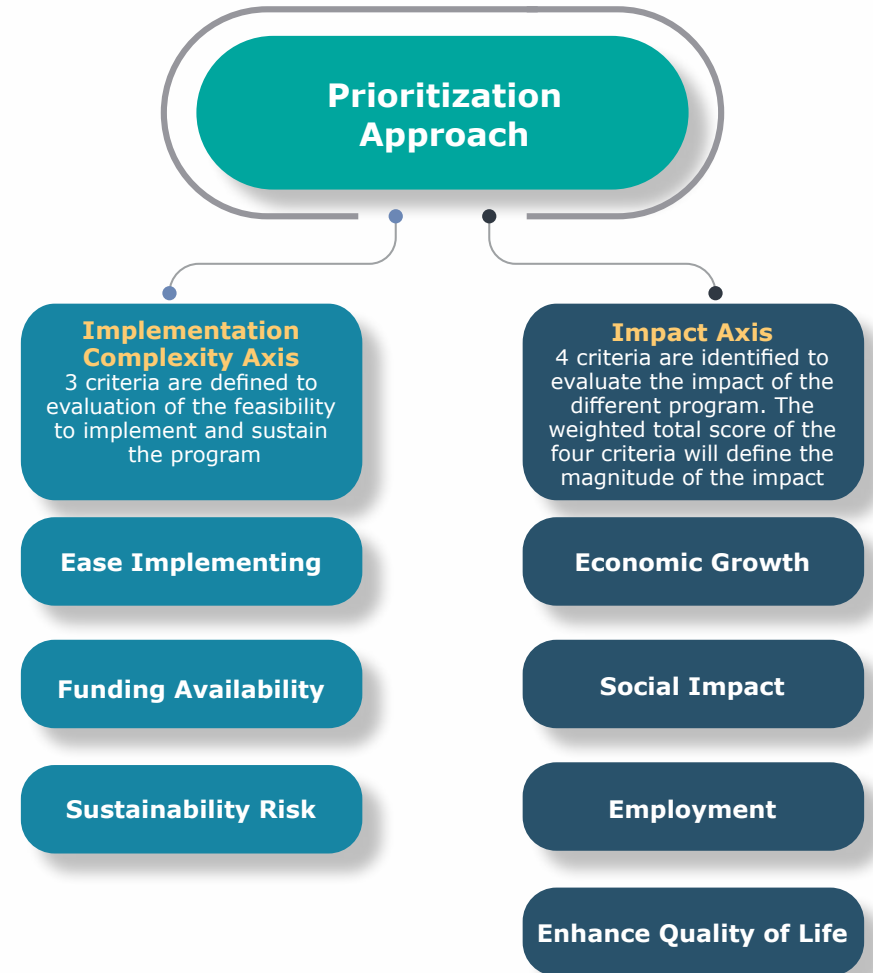 Prioritization
Approach
Implementation
Complexity Axis
3 criteria are defined to
evaluation of the feasibility
to implement and sustain
the program
Ease Implementing
Funding Availability
Sustainability Risk
Impact Axis
4 criteria are identified to
evaluate the impact of the
different program. The
weighted total score of the
four criteria will define the
magnitude of the impact
Economic Growth
Social Impact
Employment
Enhance Quality of Life